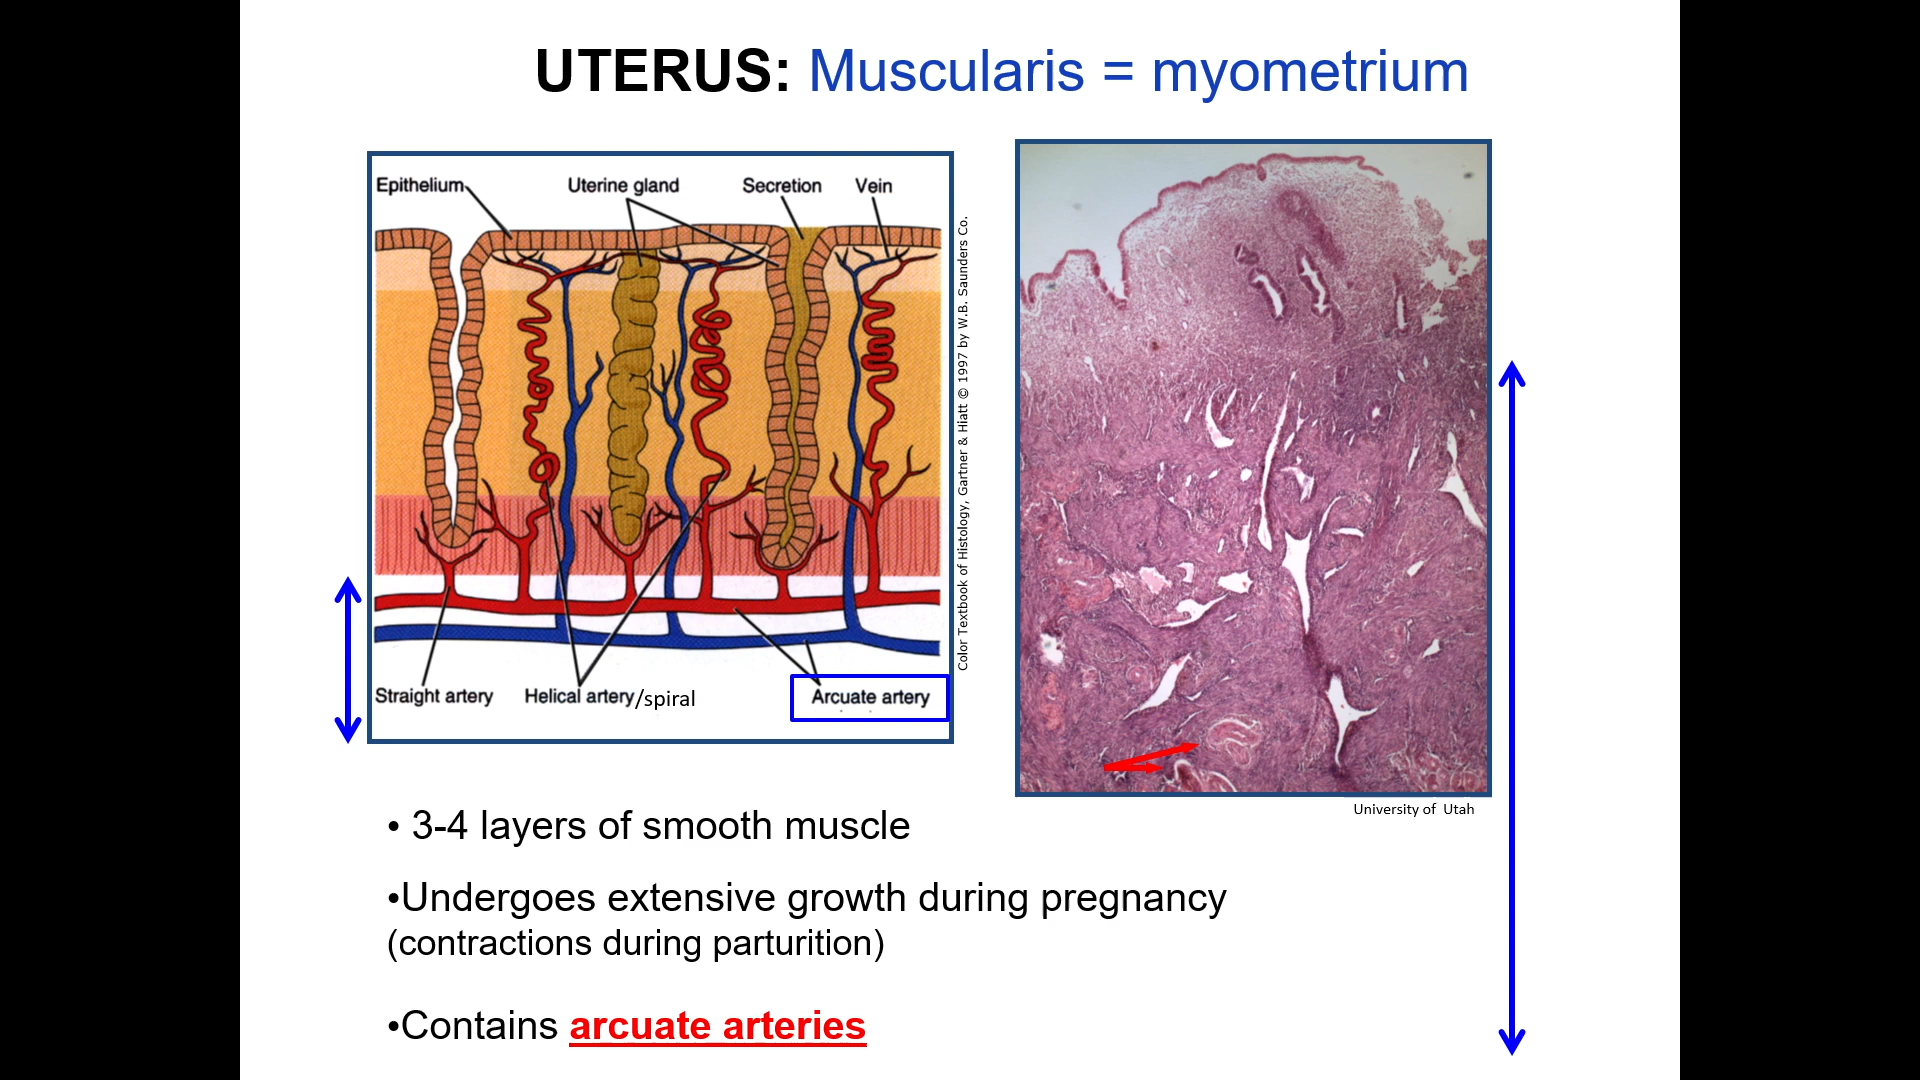 UTERUS: Muscularis = myometrium
Epithelium
Uterine gland
Secretion
Vein
Color Textbook of Histology, Gartner & Hiatt © 1997 by W.B. Saunders Co.
Straight artery
Helical artery/spiral
Arcuate artery
University of Utah
• 3-4 layers of smooth muscle
•Undergoes extensive growth during pregnancy
(contractions during parturition)
•Contains arcuate arteries